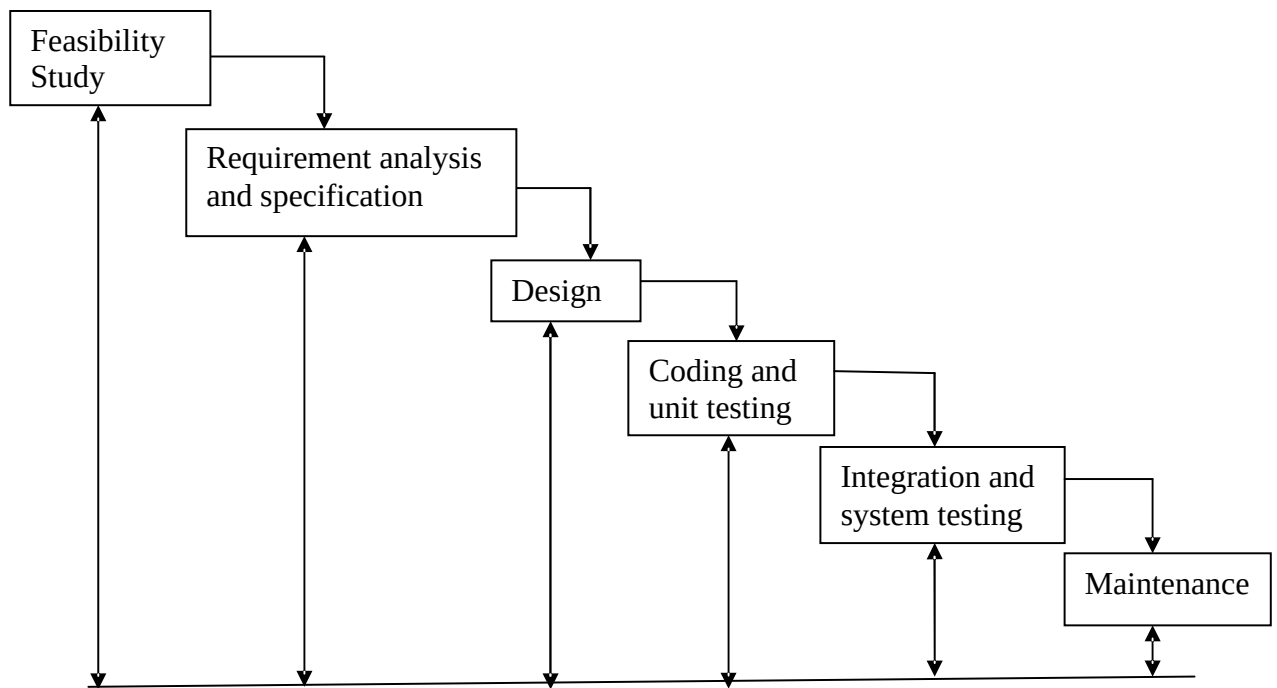 Feasibility
Study
Requirement analysis
and specification
Design
Coding and
unit testing
Integration and
system testing
Maintenance